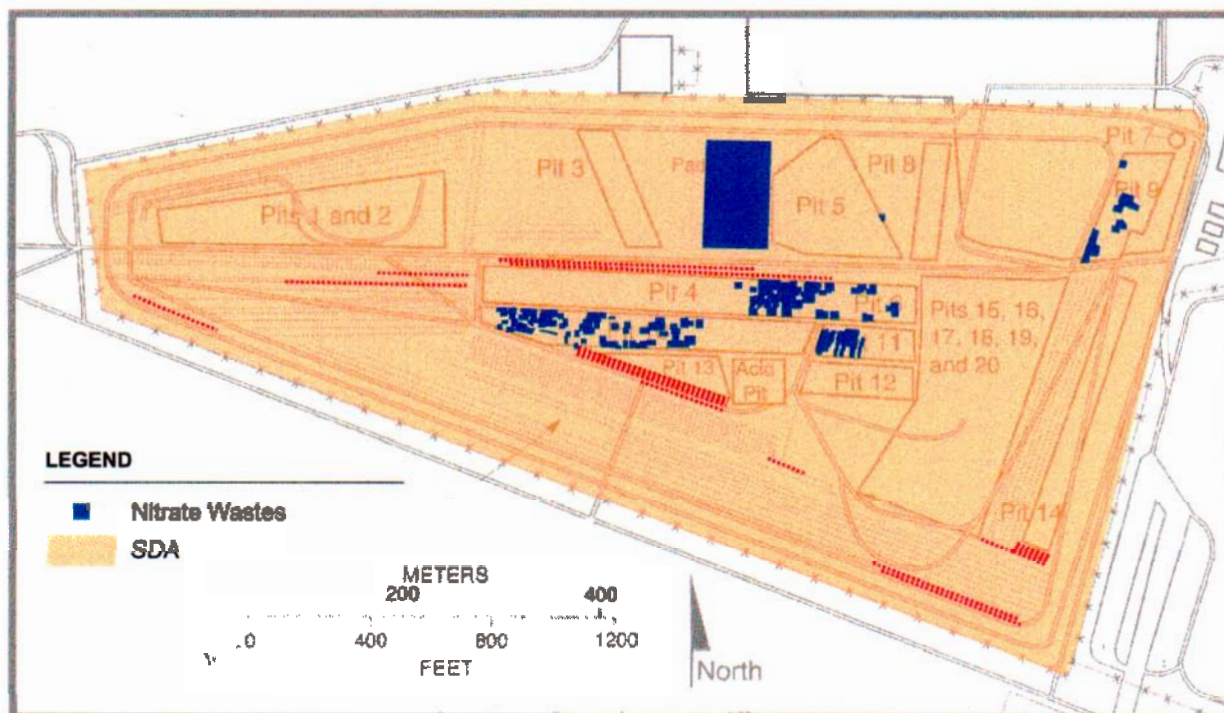 Pit 7
Pit 3
Pit 8
Pit 9
Pit 5
Pits 1 and 2
Pit 4
Pits 15, 16,
17, 18, 19,
and 20
11
Pit 13
Acid
Pit
Pit 12
LEGEND
Nitrate Wastes
SDA
Pit 14
METERS
200 400
0 400 800 1200
FEET
North